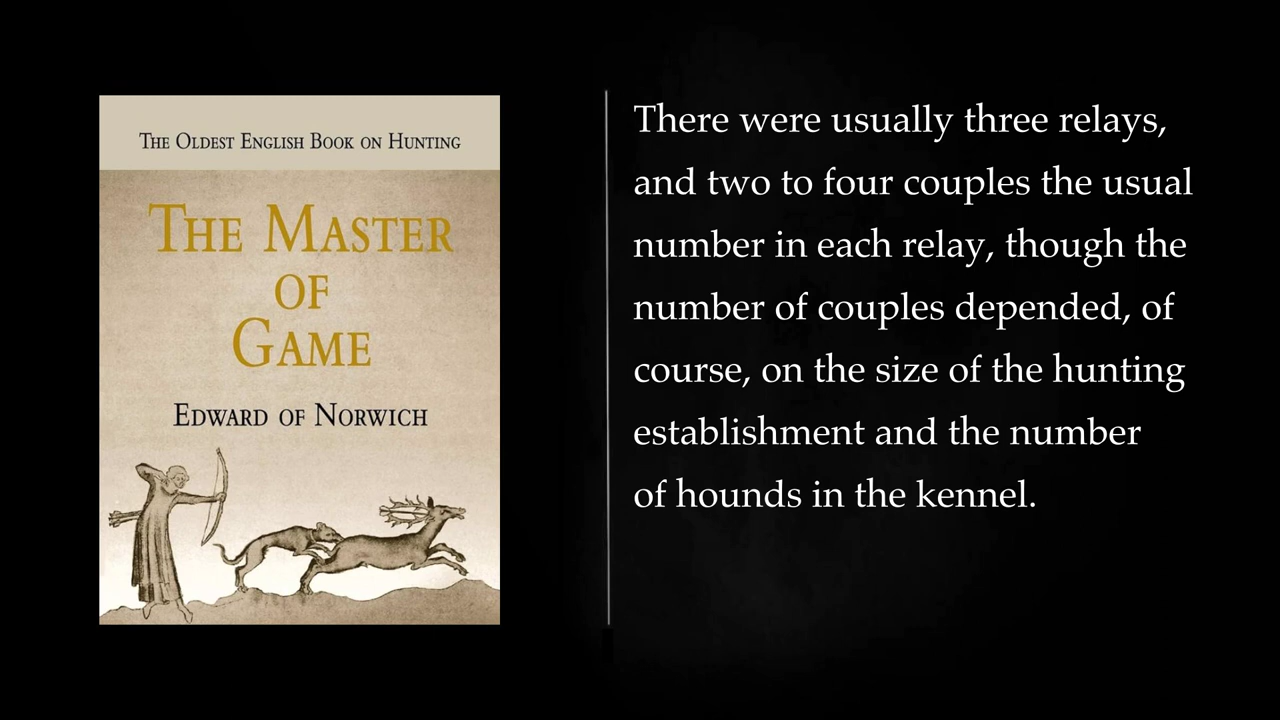 The Oldest English Book on Hunting
The Master
of
Game
Edward of Norwich
There were usually three relays,
and two to four couples the usual
number in each relay, though the
number of couples depended, of
course, on the size of the hunting
establishment and the number
of hounds in the kennel.